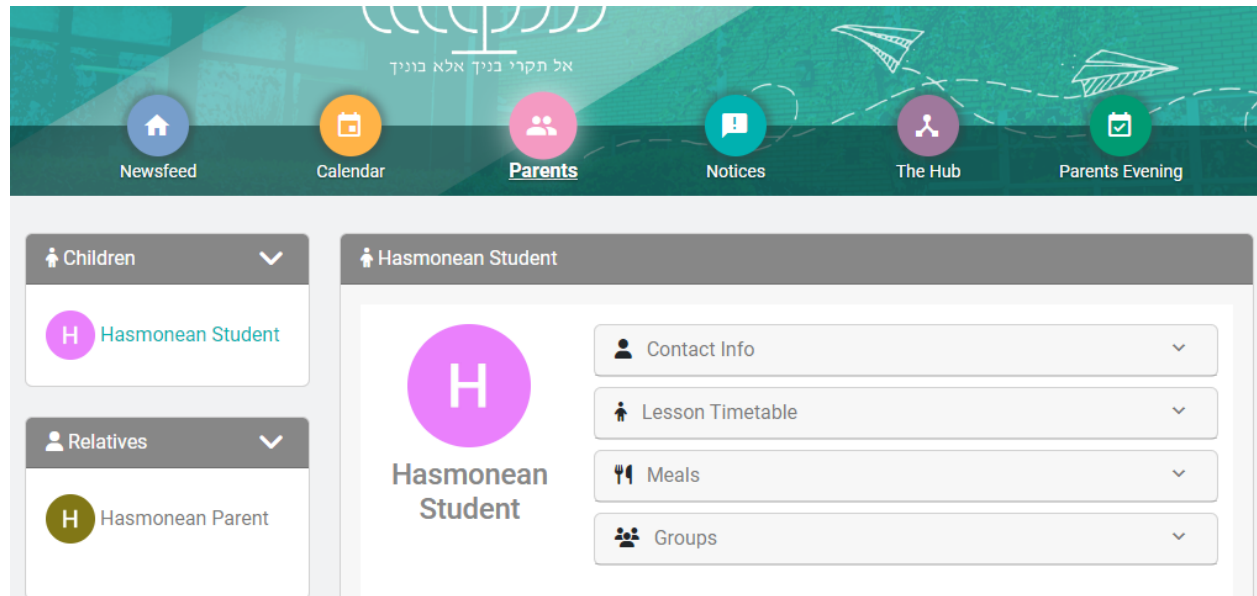 אל תקרי בניך אלא בוניך
Newsfeed
Calendar
Parents
Notices
The Hub
Parents Evening
Children
H Hasmonean Student
Relatives
H Hasmonean Parent
Hasmonean Student
H
Hasmonean
Student
Contact Info
Lesson Timetable
Meals
Groups